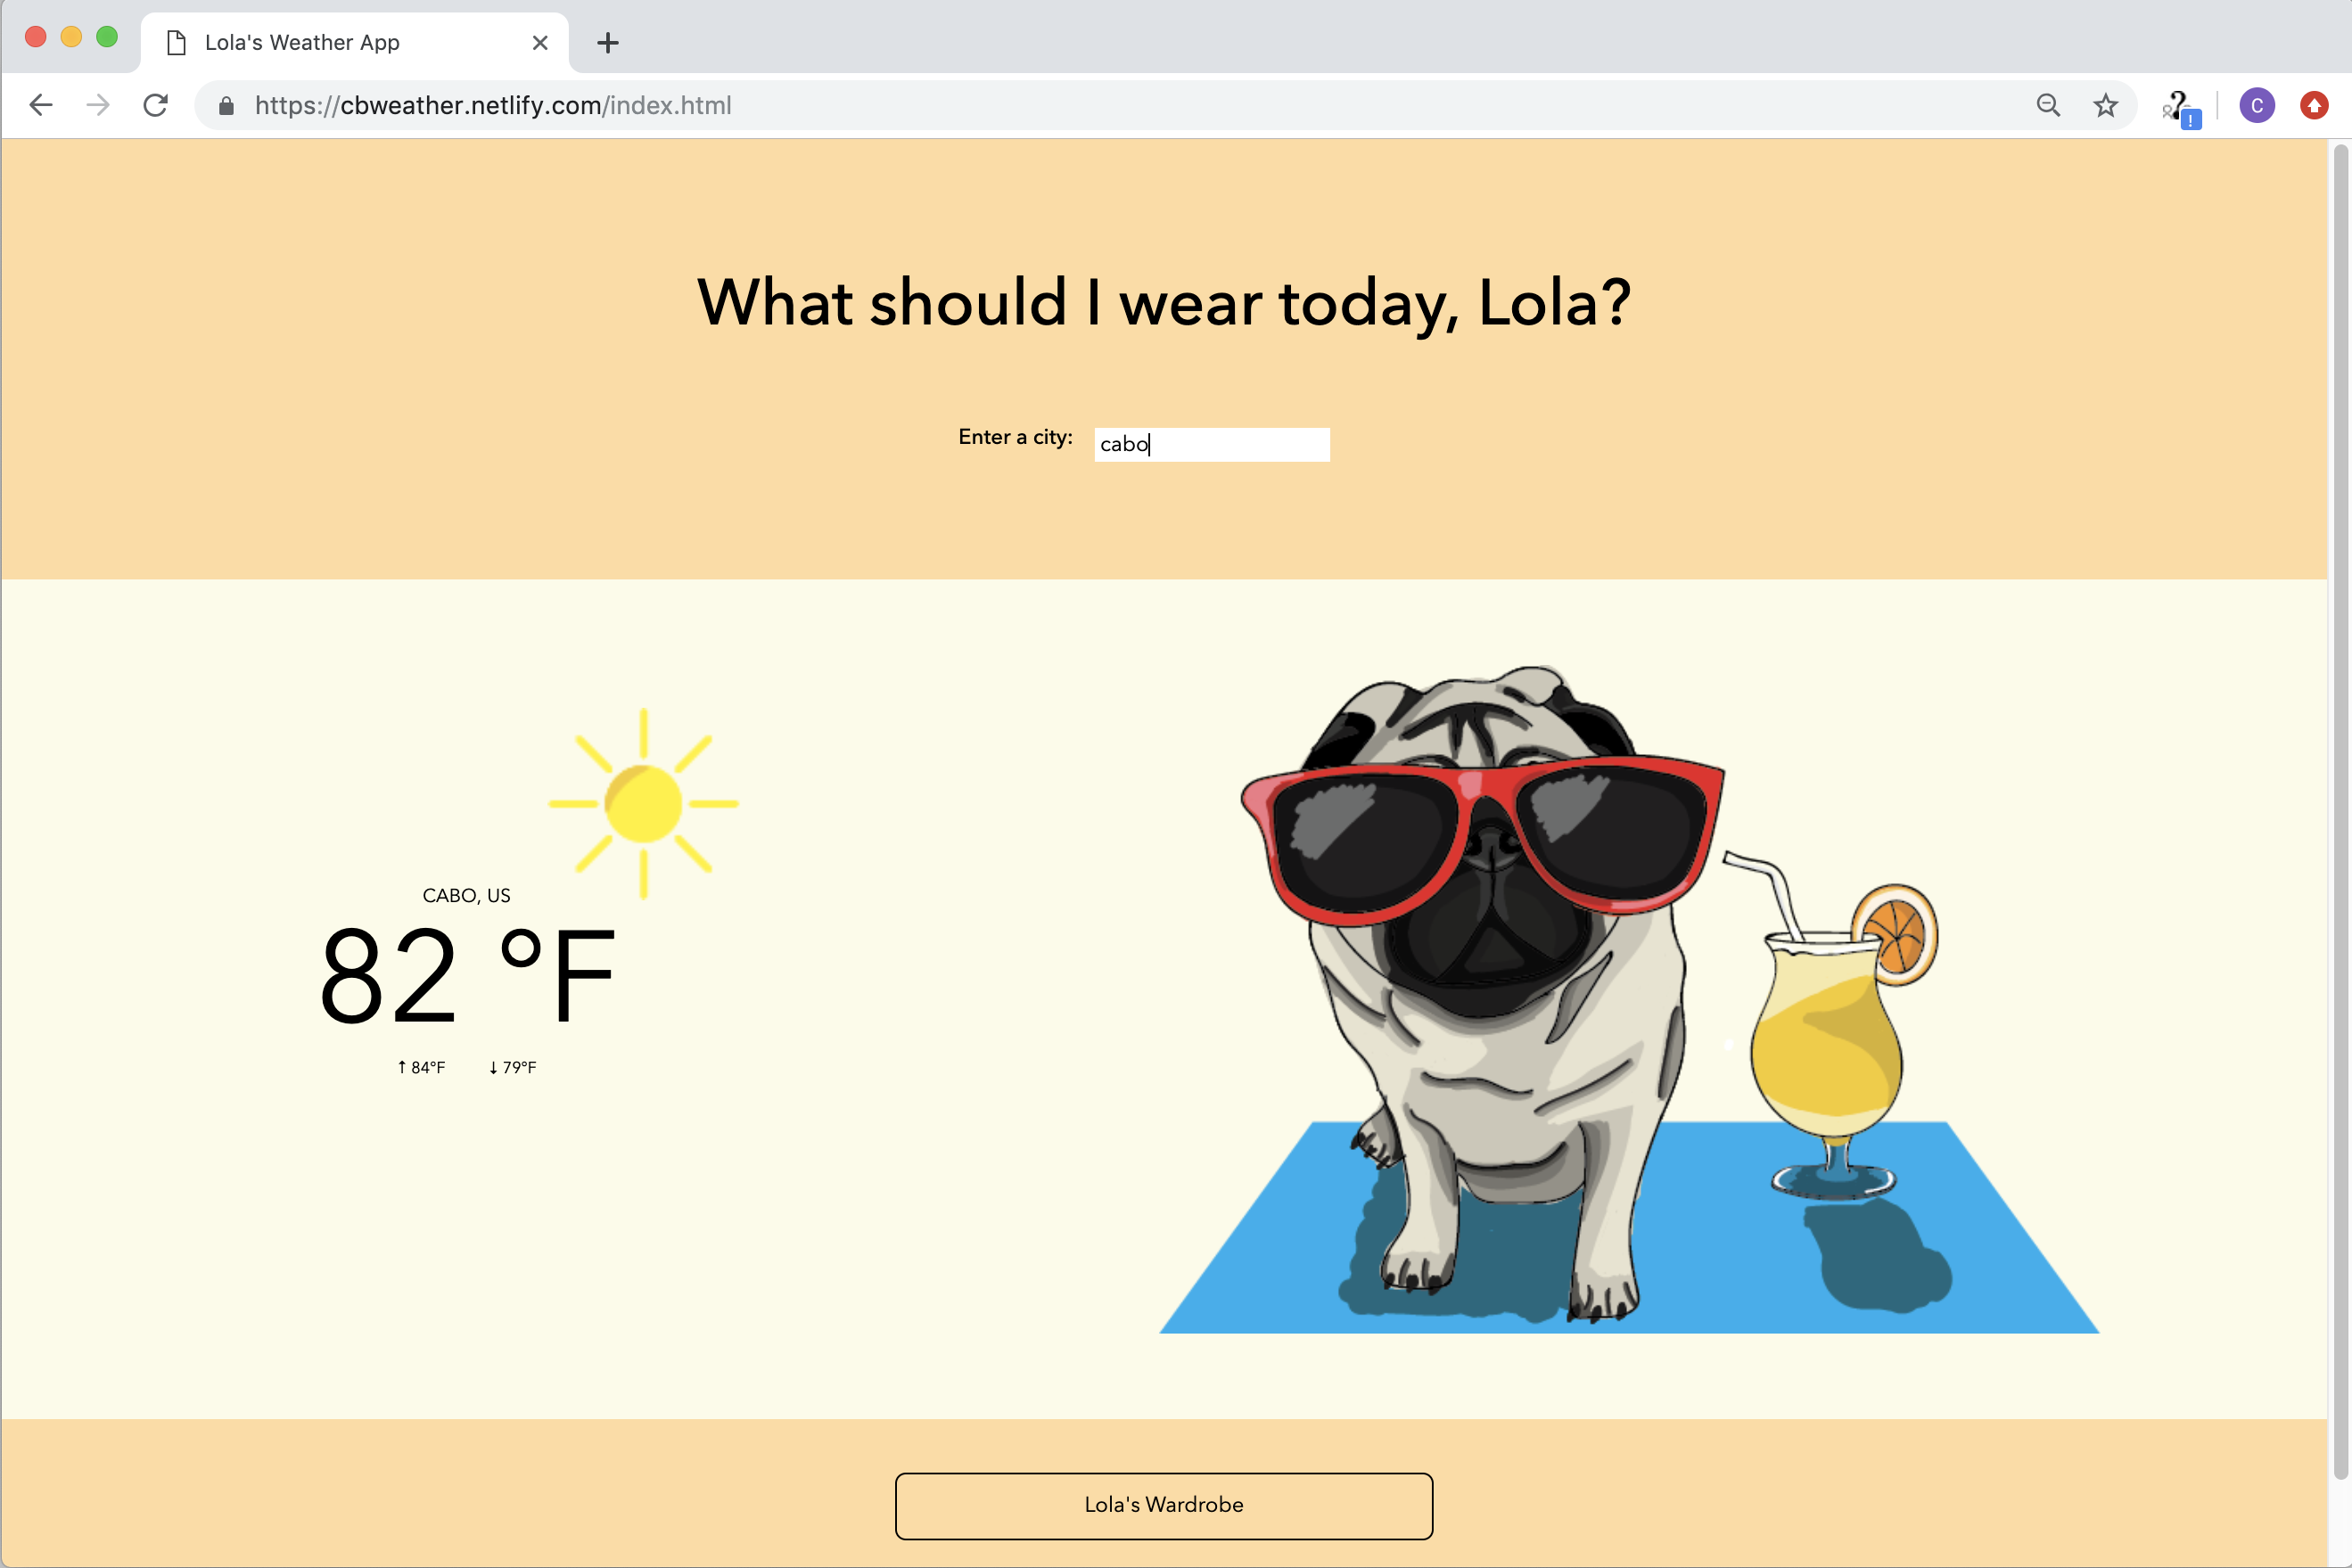 Lola's Weather App
https://cbweather.netlify.com/index.html
C
What should I wear today, Lola?
Enter a city: cabo
CABO, US
82 °F
↑ 84°F ↓ 79°F
Lola's Wardrobe